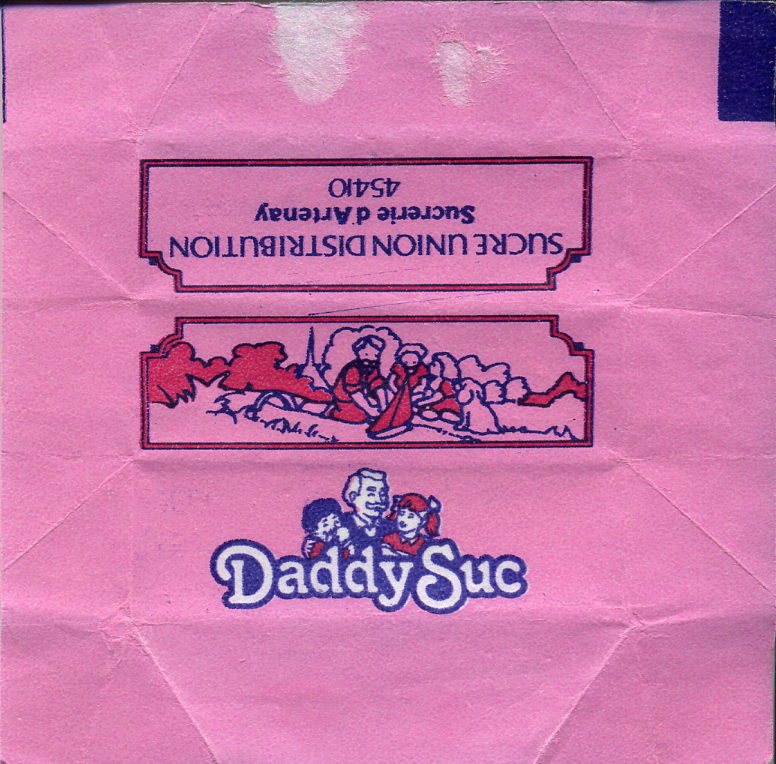 SUCRE UNION DISTRIBUTION
Sucrerie d'Artenay
45410
Daddy Suc